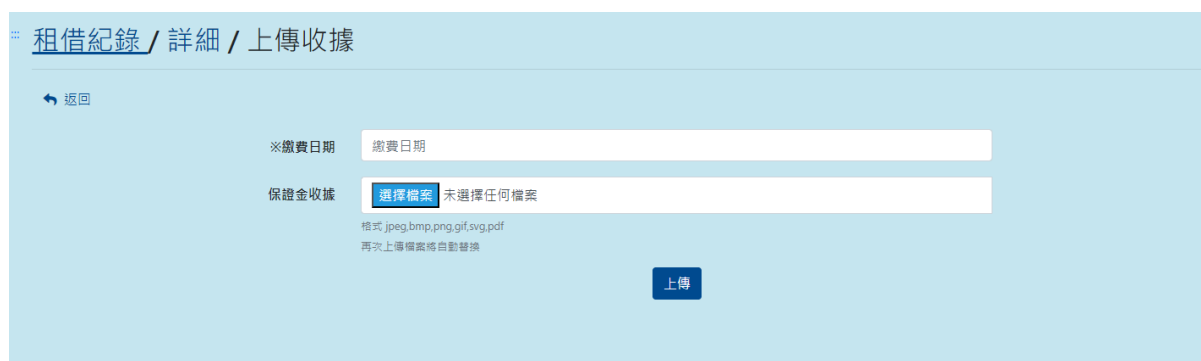 :::
租借紀錄 / 詳細 / 上傳收據
返回
※繳費日期 繳費日期
保證金收據 選擇檔案 未選擇任何檔案
格式 jpeg,bmp,png,gif,svg,pdf
再次上傳檔案將自動替換
上傳